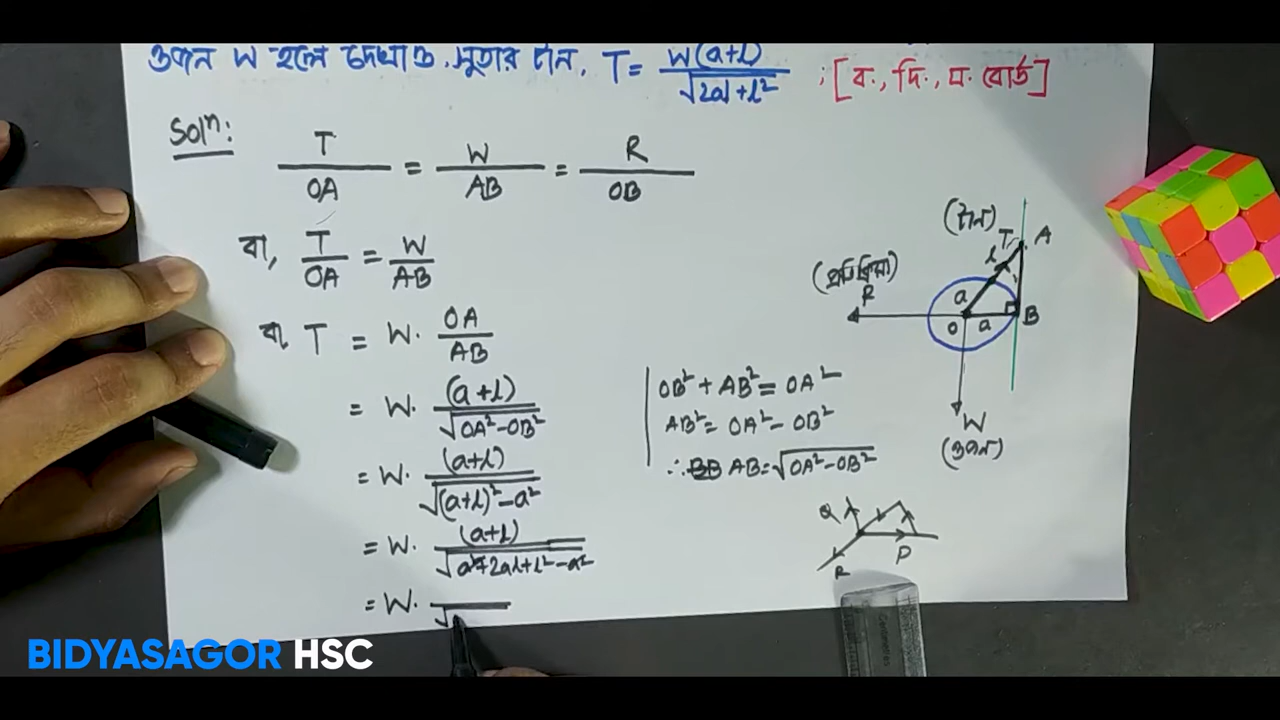 ওজন W হলে দেখাও, সুতার টান, T = W(a+l)/√(2al+l²) ; [ব., দি., ম. বোর্ড]
Solⁿ:
T/OA = W/AB = R/OB
বা, T/OA = W/AB
বা, T = W. OA/AB
= W. (a+l)/√(OA²-OB²)
= W. (a+l)/√((a+l)²-a²)
= W. (a+l)/√(a²+2al+l²-a²)
= W. √
(টান)
T A
l
(প্রতিক্রিয়া)
R a
O a B
W
(ওজন)
OB² + AB² = OA²
AB² = OA² - OB²
∴ AB = √(OA²-OB²)
Q
P
R
BIDYASAGOR HSC